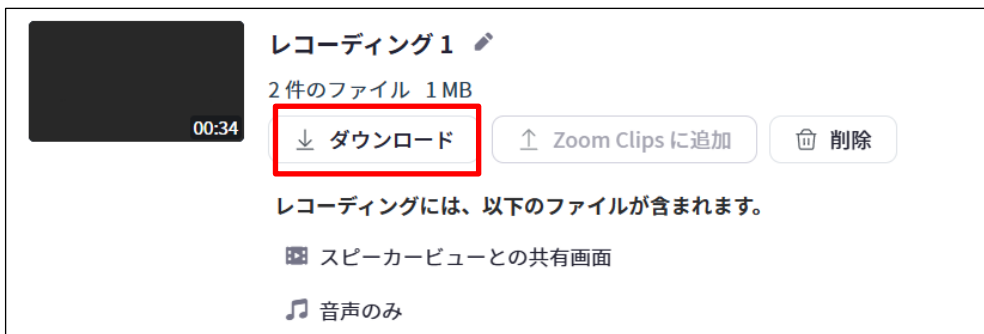 レコーディング 1
2 件のファイル 1 MB
00:34
ダウンロード
Zoom Clips に追加
削除
レコーディングには、以下のファイルが含まれます。
スピーカービューとの共有画面
音声のみ